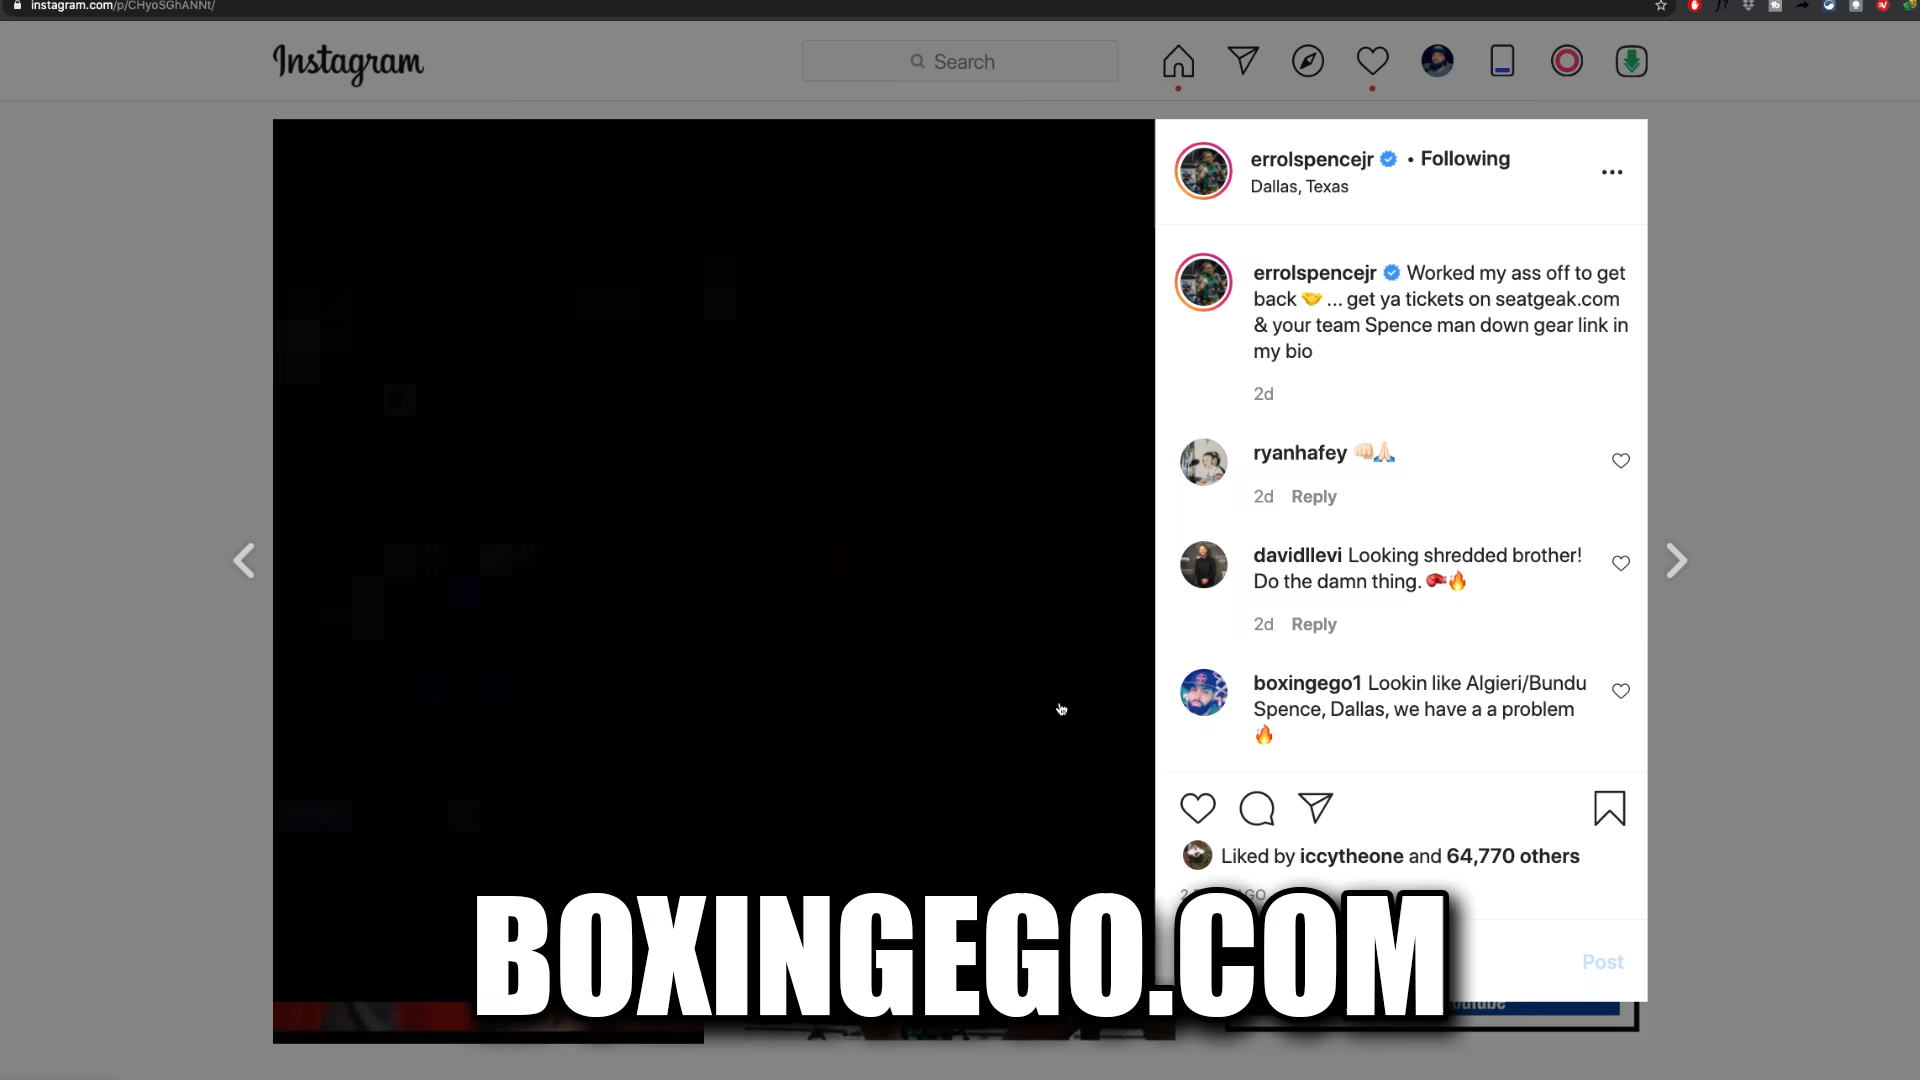 instagram.com/p/CHyoSGhANNt/
Instagram
Search
errolspencejr • Following
Dallas, Texas
errolspencejr Worked my ass off to get
back 🤝 ... get ya tickets on seatgeak.com
& your team Spence man down gear link in
my bio
2d
ryanhafey 👊🏻🙏🏻
2d Reply
davidllevi Looking shredded brother!
Do the damn thing. 🥊🔥
2d Reply
boxingego1 Lookin like Algieri/Bundu
Spence, Dallas, we have a a problem
🔥
Liked by iccytheone and 64,770 others
BOXINGEGO.COM
Post